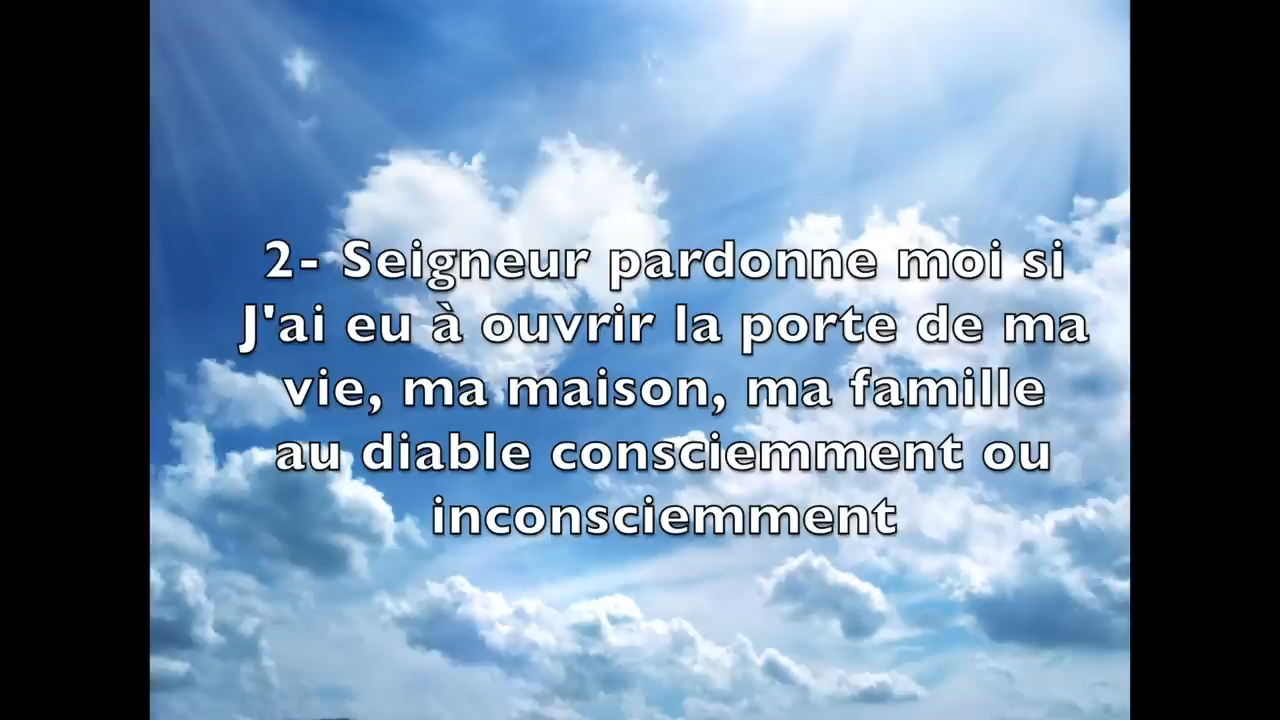 2- Seigneur pardonne moi si
J'ai eu à ouvrir la porte de ma
vie, ma maison, ma famille
au diable consciemment ou
inconsciemment